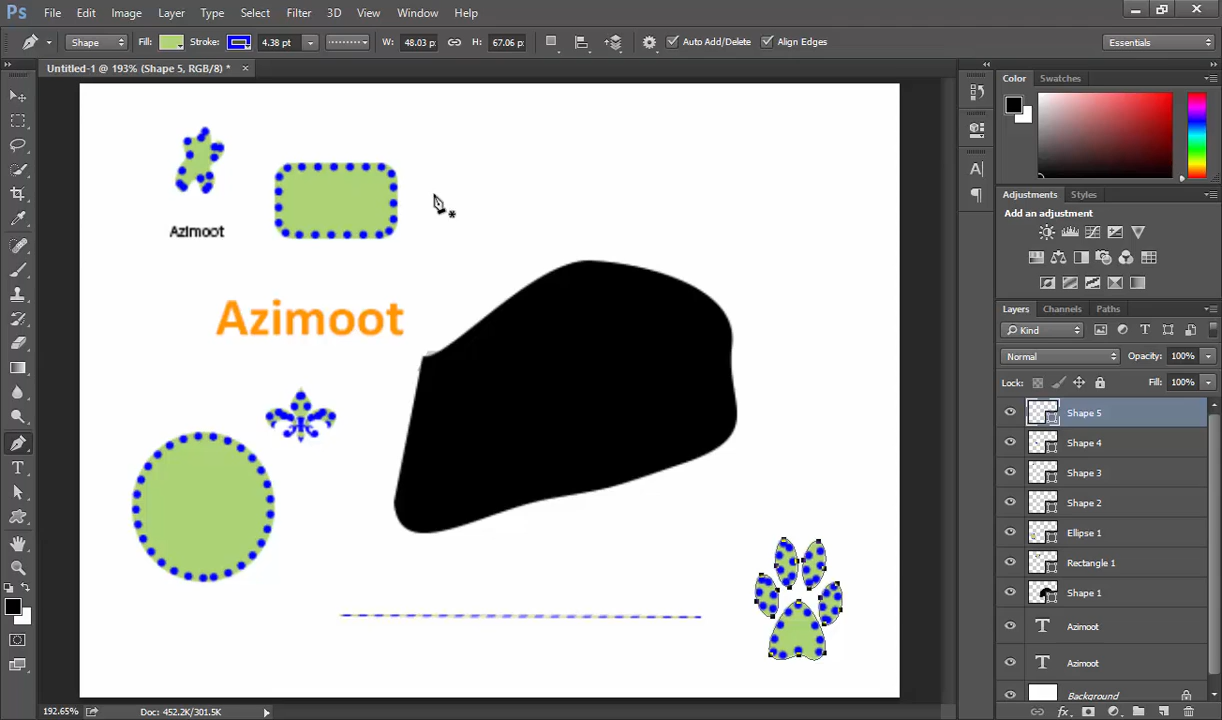 Ps File Edit Image Layer Type Select Filter 3D View Window Help
Shape Fill: Stroke: 4.38 pt W: 48.03 p: H: 67.06 p: Auto Add/Delete Align Edges Essentials
Untitled-1 @ 193% (Shape 5, RGB/8) * ×
Color Swatches
Azimoot
Azimoot
Adjustments Styles
Add an adjustment
Layers Channels Paths
Kind
Normal Opacity: 100%
Lock: Fill: 100%
Shape 5
Shape 4
Shape 3
Shape 2
Ellipse 1
Rectangle 1
Shape 1
T Azimoot
T Azimoot
Background
192.65% Doc: 452.2K/301.5K
fx